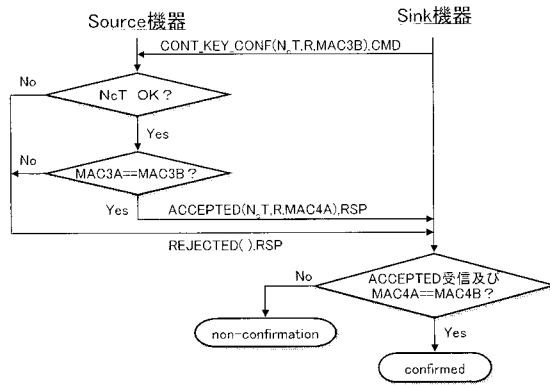 Source機器
Sink機器
CONT_KEY_CONF(NcT,R,MAC3B).CMD
No
NcT OK?
Yes
No
MAC3A==MAC3B?
Yes
ACCEPTED(NcT,R,MAC4A).RSP
REJECTED( ).RSP
No
ACCEPTED受信及び
MAC4A==MAC4B?
non-confirmation
Yes
confirmed